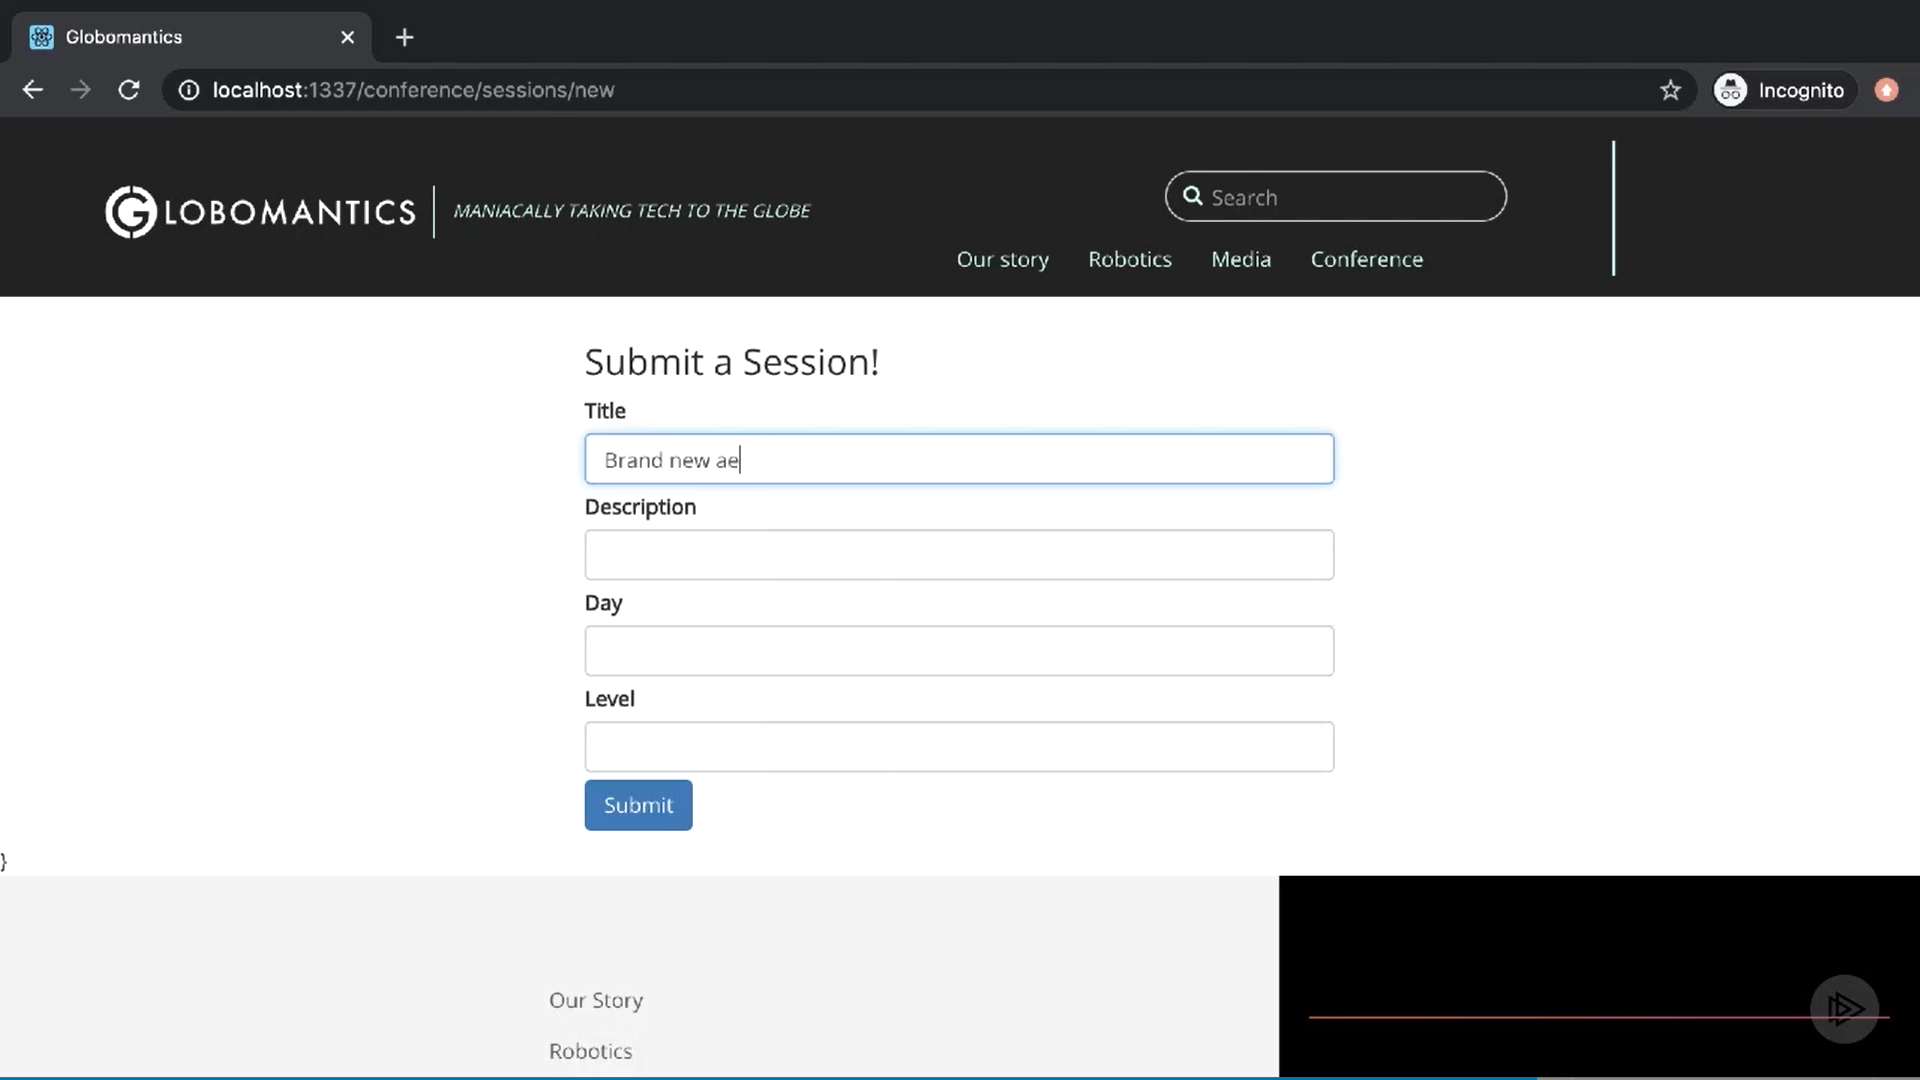 Globomantics
localhost:1337/conference/sessions/new
Incognito
GLOBOMANTICS
MANIACALLY TAKING TECH TO THE GLOBE
Search
Our story
Robotics
Media
Conference
Submit a Session!
Title
Brand new ae
Description
Day
Level
Submit
}
Our Story
Robotics